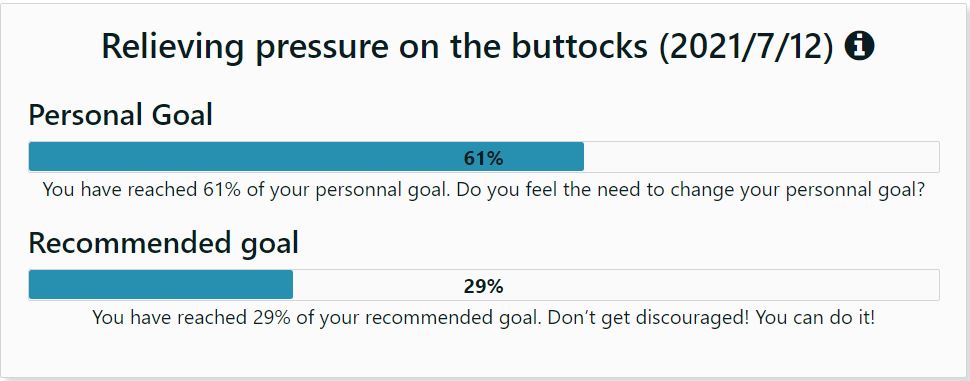 Relieving pressure on the buttocks (2021/7/12)
Personal Goal
61%
You have reached 61% of your personnal goal. Do you feel the need to change your personnal goal?
Recommended goal
29%
You have reached 29% of your recommended goal. Don’t get discouraged! You can do it!